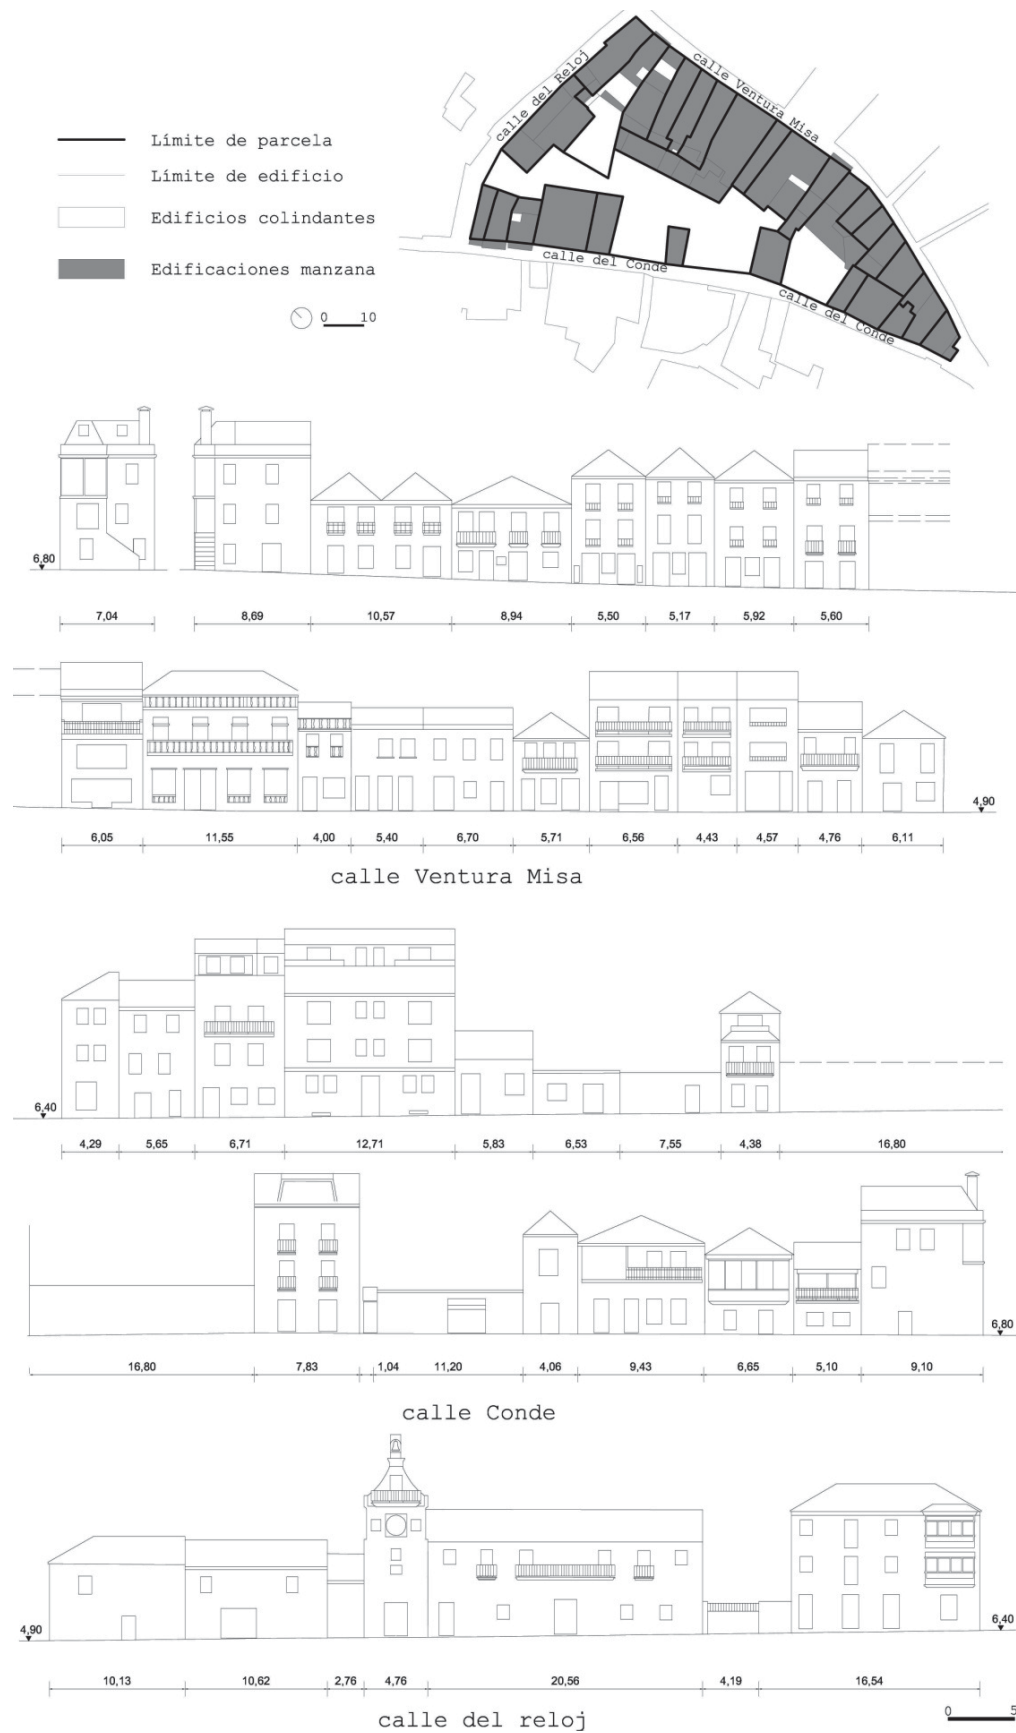 calle del Reloj
calle Ventura Misa
Límite de parcela
Límite de edificio
Edificios colindantes
Edificaciones manzana
0 10
calle del Conde
calle del Conde
6,80
7,04 8,69 10,57 8,94 5,50 5,17 5,92 5,60
4,90
6,05 11,55 4,00 5,40 6,70 5,71 6,56 4,43 4,57 4,76 6,11
calle Ventura Misa
6,40
4,29 5,65 6,71 12,71 5,83 6,53 7,55 4,38 16,80
6,80
16,80 7,83 1,04 11,20 4,06 9,43 6,65 5,10 9,10
calle Conde
4,90 6,40
10,13 10,62 2,76 4,76 20,56 4,19 16,54
calle del reloj
0 5